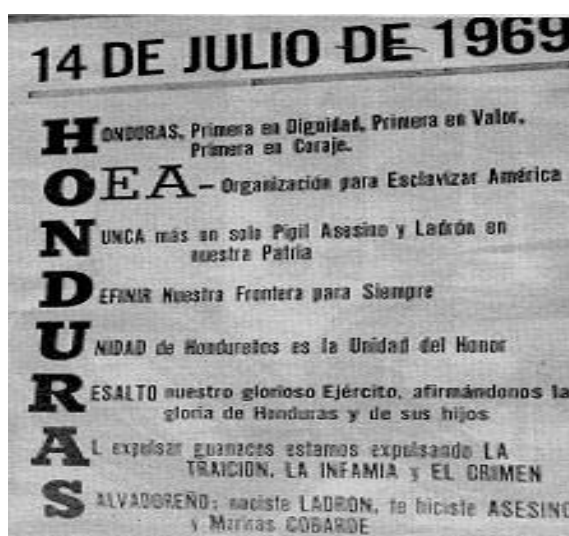 14 DE JULIO DE 1969
HONDURAS, Primera en Dignidad, Primera en Valor,
Primera en Coraje.
OEA - Organización para Esclavizar América
NUNCA más un solo Pipil Asesino y Ladrón en
nuestra Patria
DEFINIR Nuestra Frontera para Siempre
UNIDAD de Hondureños es la Unidad del Honor
RESALTO nuestro glorioso Ejército, afirmándonos la
gloria de Honduras y de sus hijos
AL expulsar guanacos estamos expulsando LA
TRAICION, LA INFAMIA y EL CRIMEN
SALVADOREÑO: naciste LADRON, te hiciste ASESINO
y COBARDE